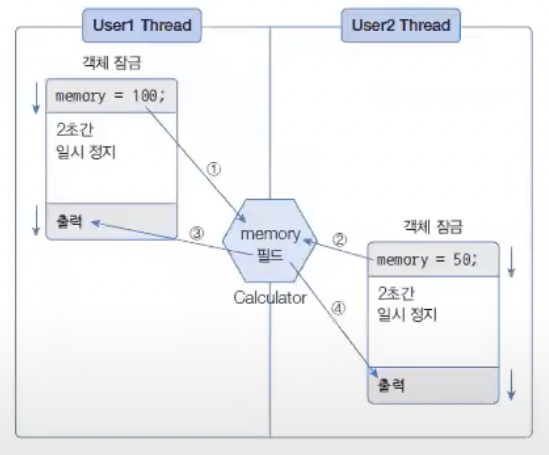 User1 Thread
User2 Thread
객체 잠금
memory = 100;
2초간
일시 정지
①
출력
③
memory
필드
Calculator
②
객체 잠금
memory = 50;
2초간
일시 정지
④
출력